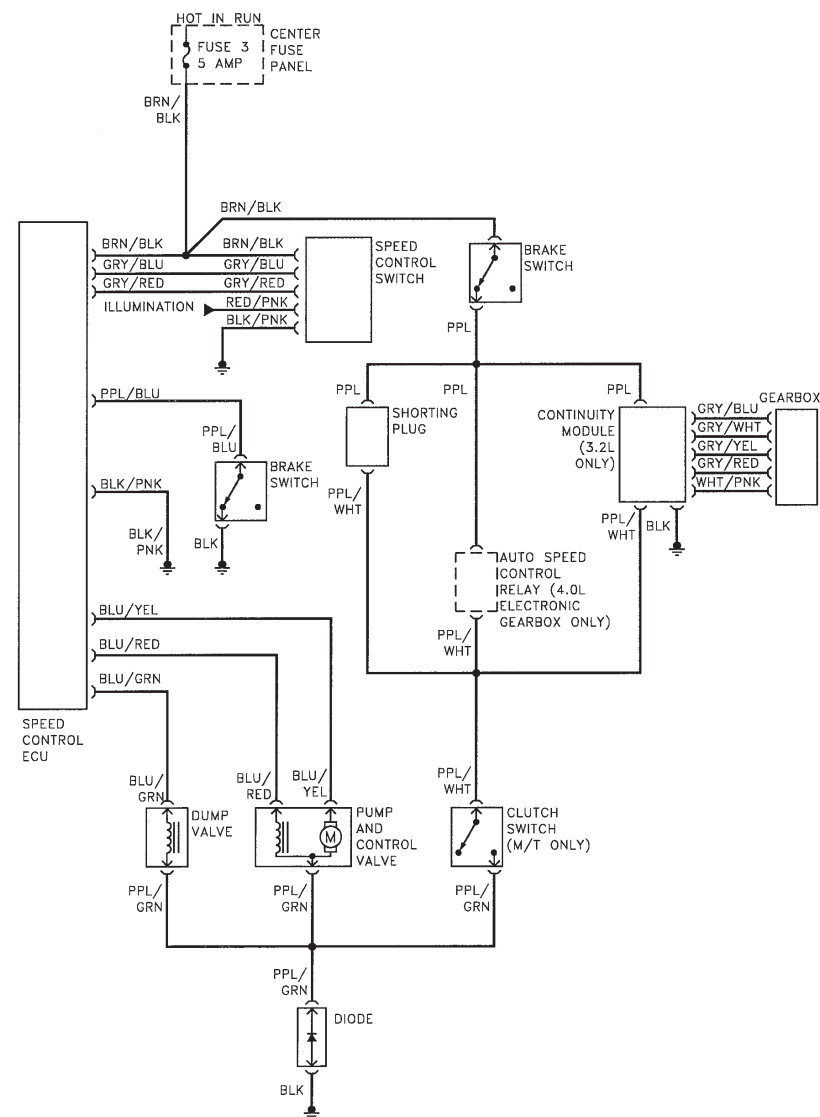 HOT IN RUN
FUSE 3
5 AMP
CENTER
FUSE
PANEL
BRN/
BLK
BRN/BLK
BRN/BLK
BRN/BLK
GRY/BLU
GRY/BLU
GRY/RED
GRY/RED
ILLUMINATION
RED/PNK
BLK/PNK
SPEED
CONTROL
SWITCH
BRAKE
SWITCH
PPL
PPL
PPL
PPL
SHORTING
PLUG
CONTINUITY
MODULE
(3.2L
ONLY)
GEARBOX
GRY/BLU
GRY/WHT
GRY/YEL
GRY/RED
WHT/PNK
PPL/BLU
PPL/
BLU
BRAKE
SWITCH
BLK/PNK
BLK/
PNK
BLK
PPL/
WHT
PPL/
WHT
BLK
AUTO SPEED
CONTROL
RELAY (4.0L
ELECTRONIC
GEARBOX ONLY)
PPL/
WHT
BLU/YEL
BLU/RED
BLU/GRN
SPEED
CONTROL
ECU
BLU/
GRN
BLU/
RED
BLU/
YEL
PPL/
WHT
DUMP
VALVE
M
PUMP
AND
CONTROL
VALVE
CLUTCH
SWITCH
(M/T ONLY)
PPL/
GRN
PPL/
GRN
PPL/
GRN
PPL/
GRN
DIODE
BLK